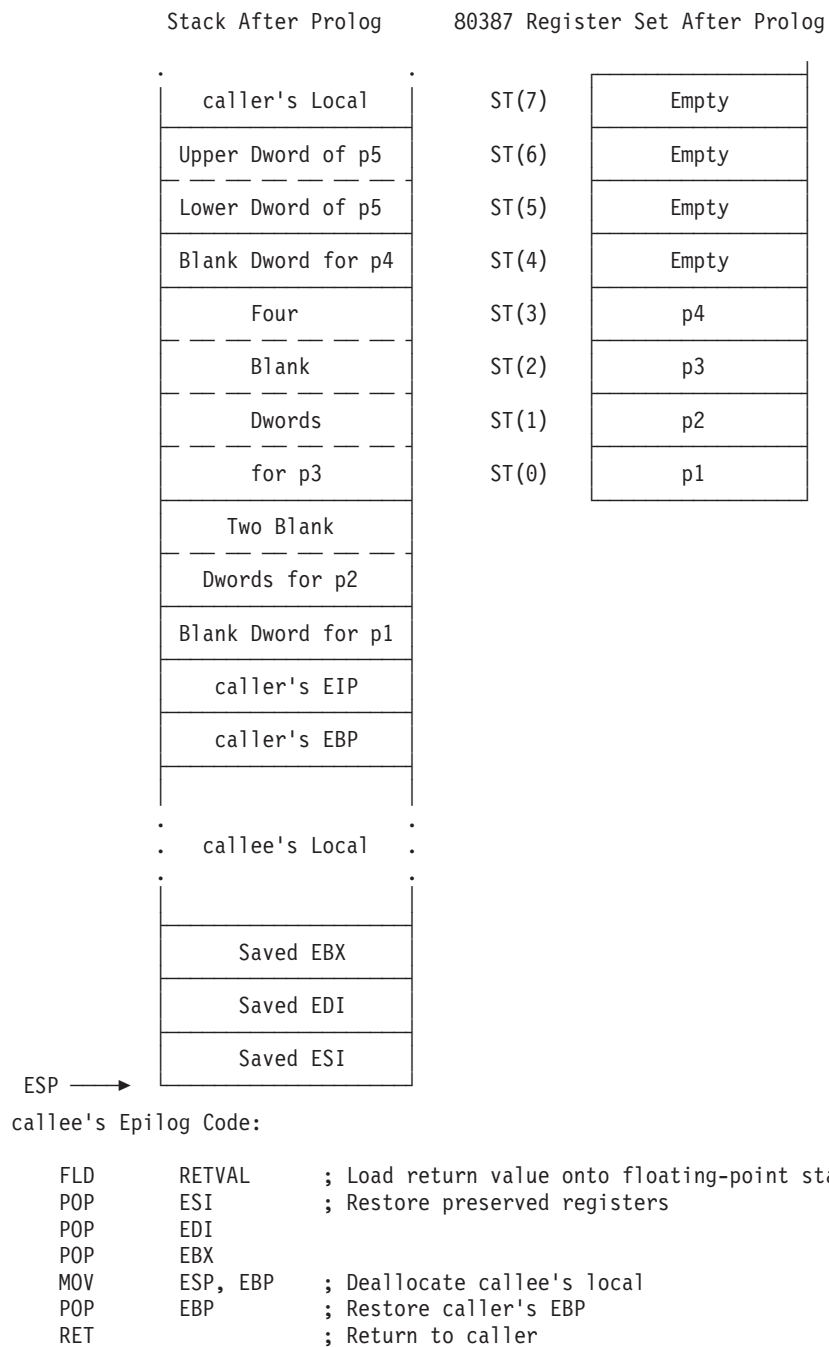 Stack After Prolog 80387 Register Set After Prolog
caller's Local ST(7) Empty
Upper Dword of p5 ST(6) Empty
Lower Dword of p5 ST(5) Empty
Blank Dword for p4 ST(4) Empty
Four ST(3) p4
Blank ST(2) p3
Dwords ST(1) p2
for p3 ST(0) p1
Two Blank
Dwords for p2
Blank Dword for p1
caller's EIP
caller's EBP
callee's Local
Saved EBX
Saved EDI
Saved ESI
ESP
callee's Epilog Code:
FLD RETVAL ; Load return value onto floating-point
POP ESI ; Restore preserved registers
POP EDI
POP EBX
MOV ESP, EBP ; Deallocate callee's local
POP EBP ; Restore caller's EBP
RET ; Return to caller